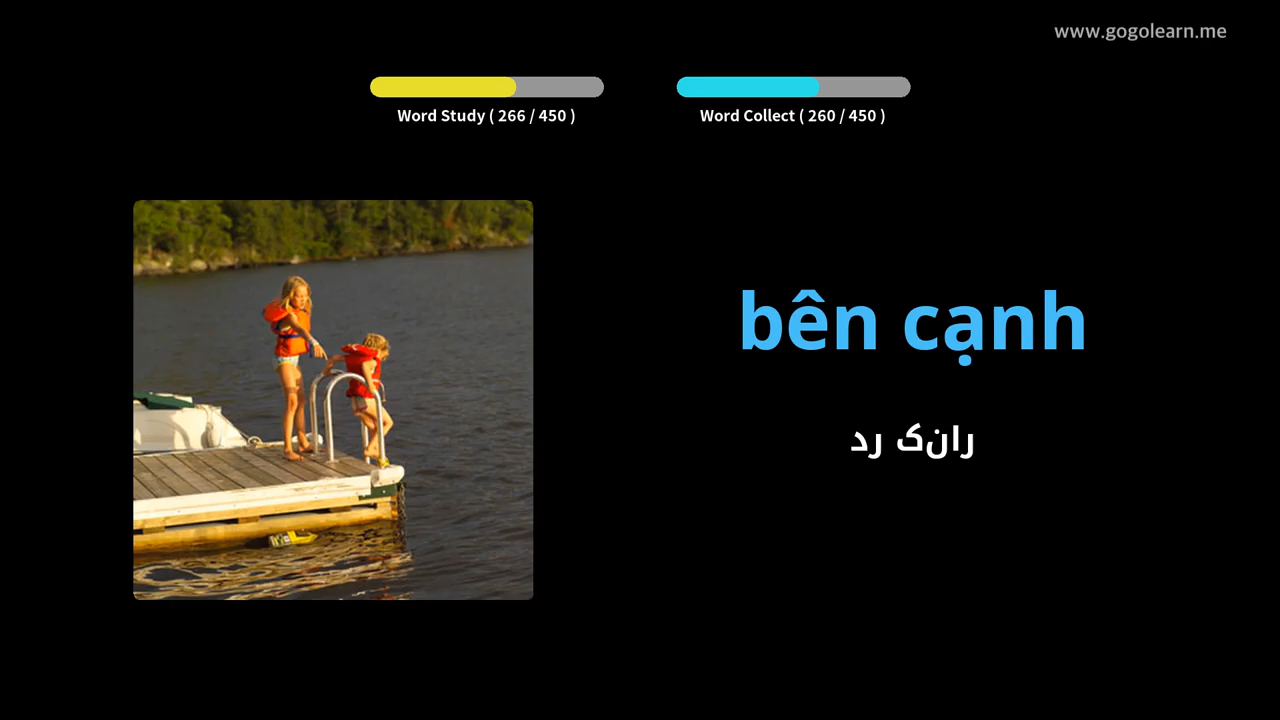 www.gogolearn.me
Word Study ( 266 / 450 )
Word Collect ( 260 / 450 )
bên cạnh
رانک رد